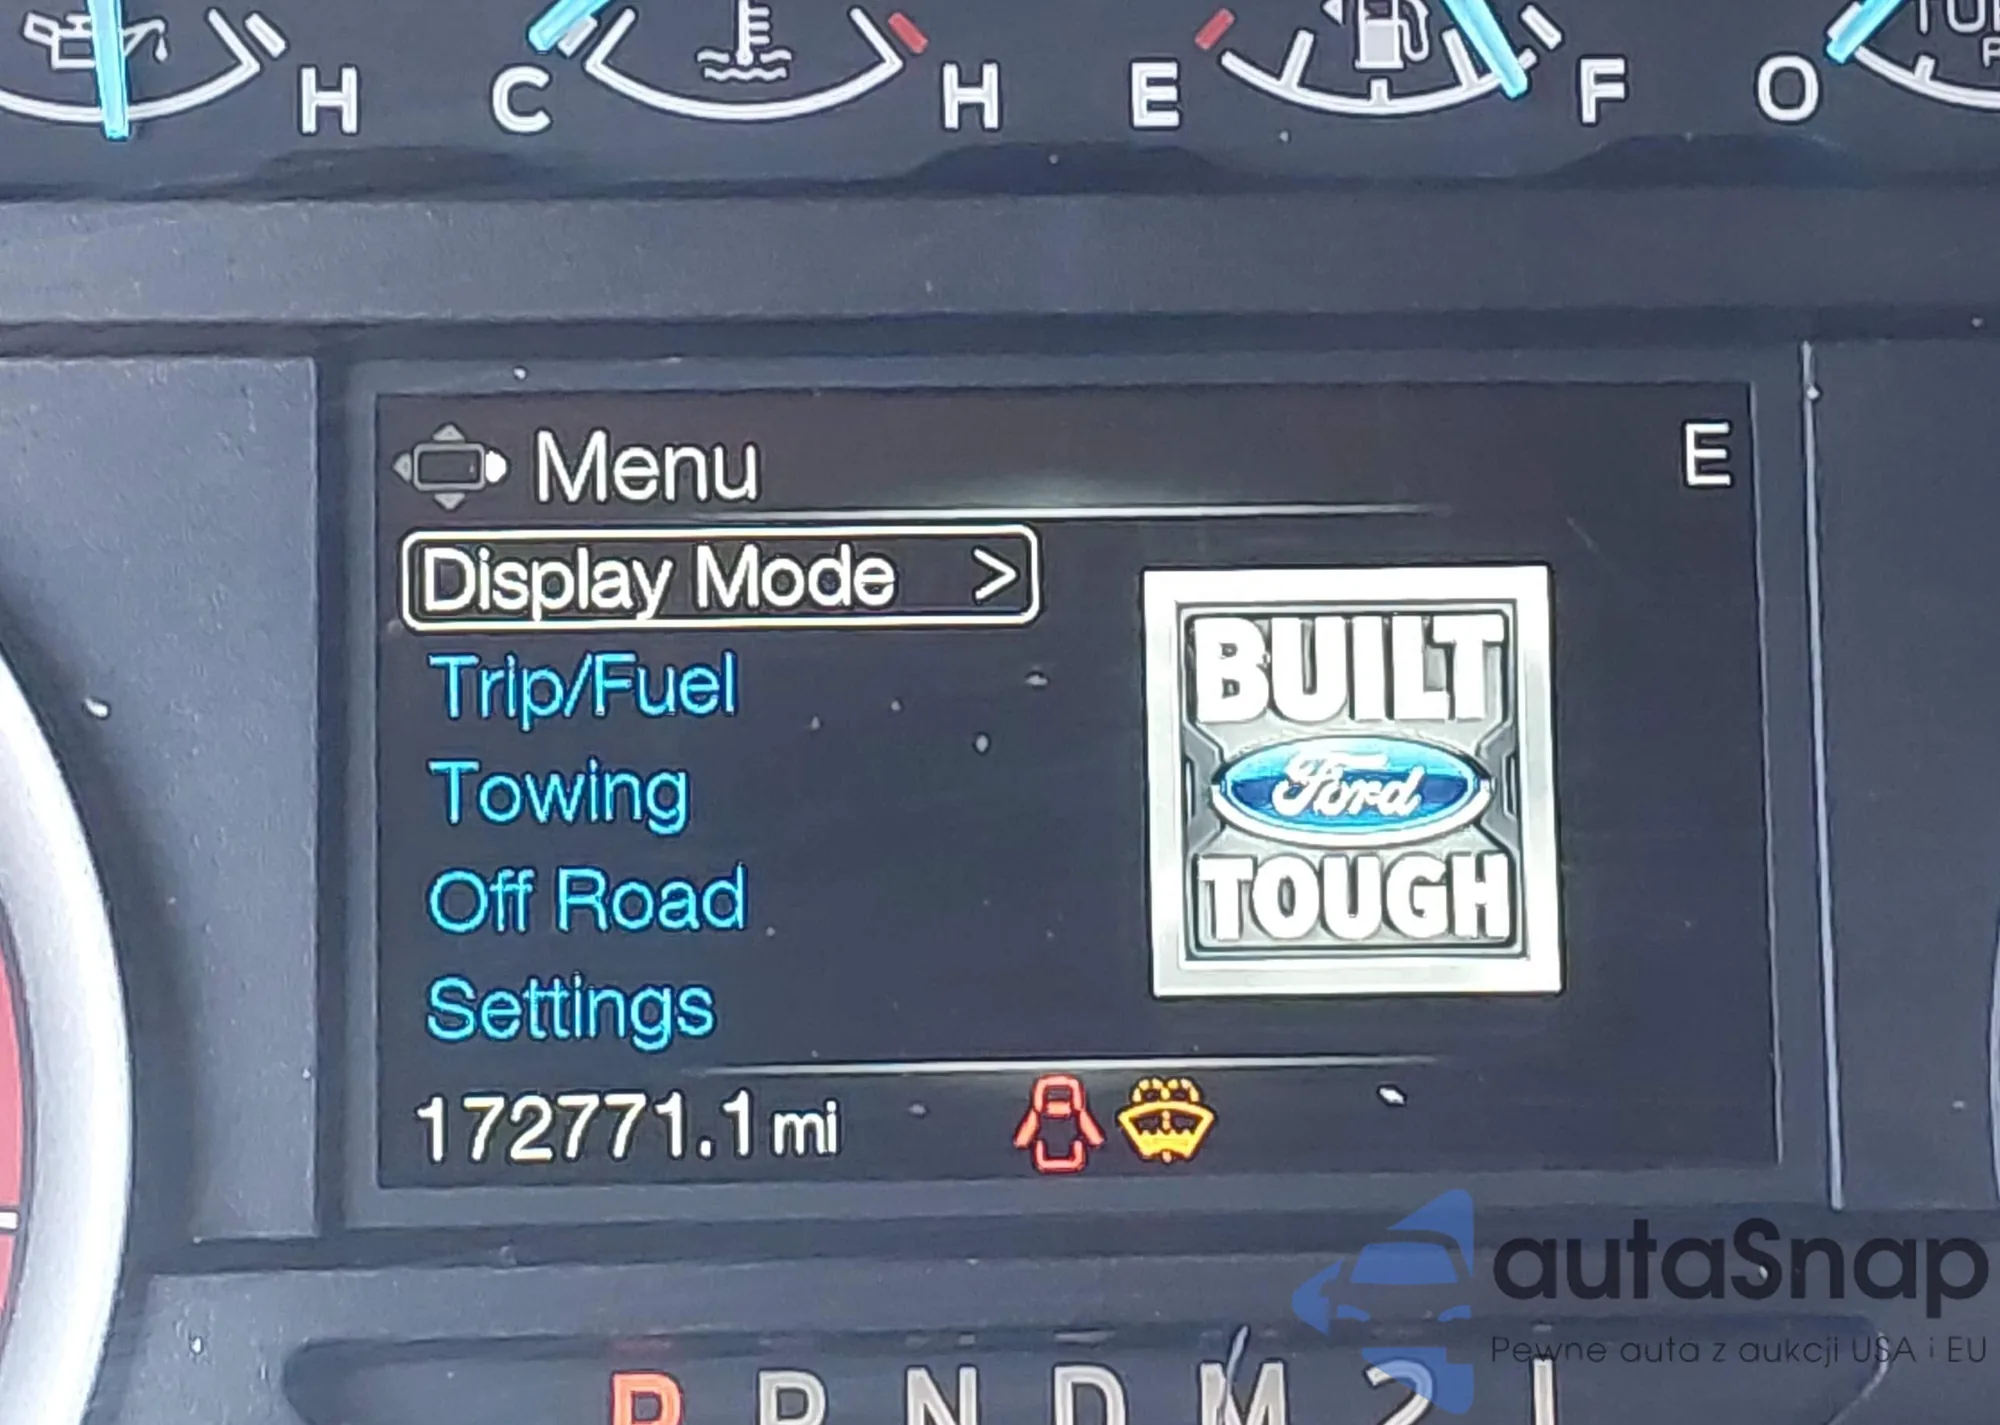 H C H E F O
Menu E
Display Mode >
Trip/Fuel
Towing
Off Road
Settings
BUILT
Ford
TOUGH
172771.1 mi
autaSnap
Pewne auta z aukcji USA i EU
P R N D M 2 1